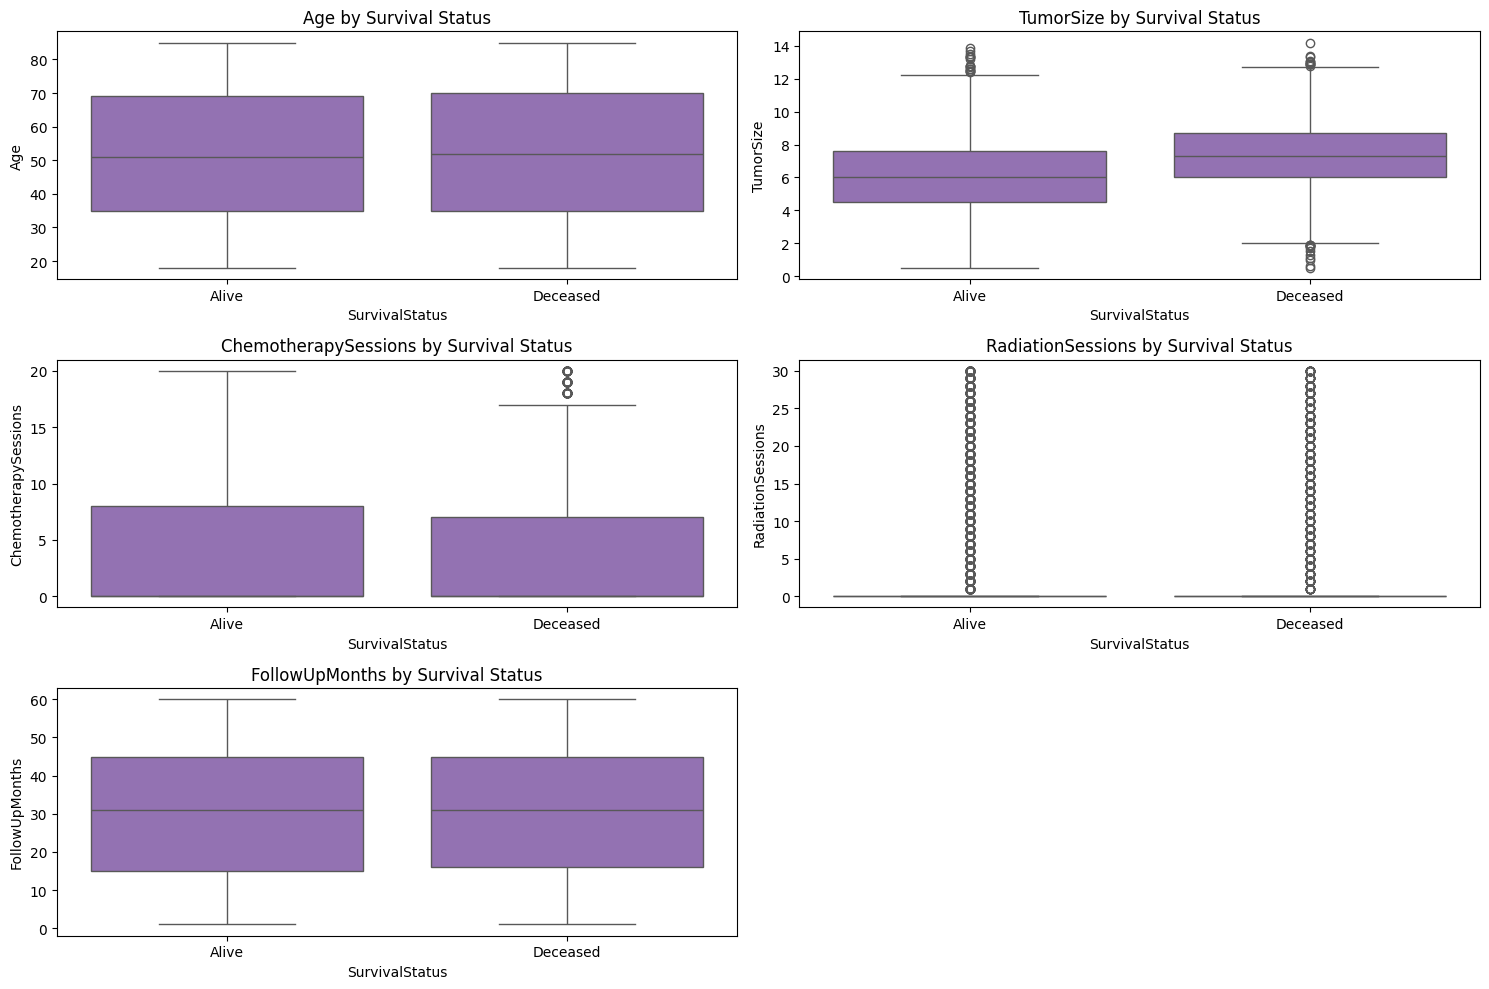 Age by Survival Status
Age
80
70
60
50
40
30
20
Alive
Deceased
SurvivalStatus
TumorSize by Survival Status
TumorSize
14
12
10
8
6
4
2
0
Alive
Deceased
SurvivalStatus
ChemotherapySessions by Survival Status
ChemotherapySessions
20
15
10
5
0
Alive
Deceased
SurvivalStatus
RadiationSessions by Survival Status
RadiationSessions
30
25
20
15
10
5
0
Alive
Deceased
SurvivalStatus
FollowUpMonths by Survival Status
FollowUpMonths
60
50
40
30
20
10
0
Alive
Deceased
SurvivalStatus